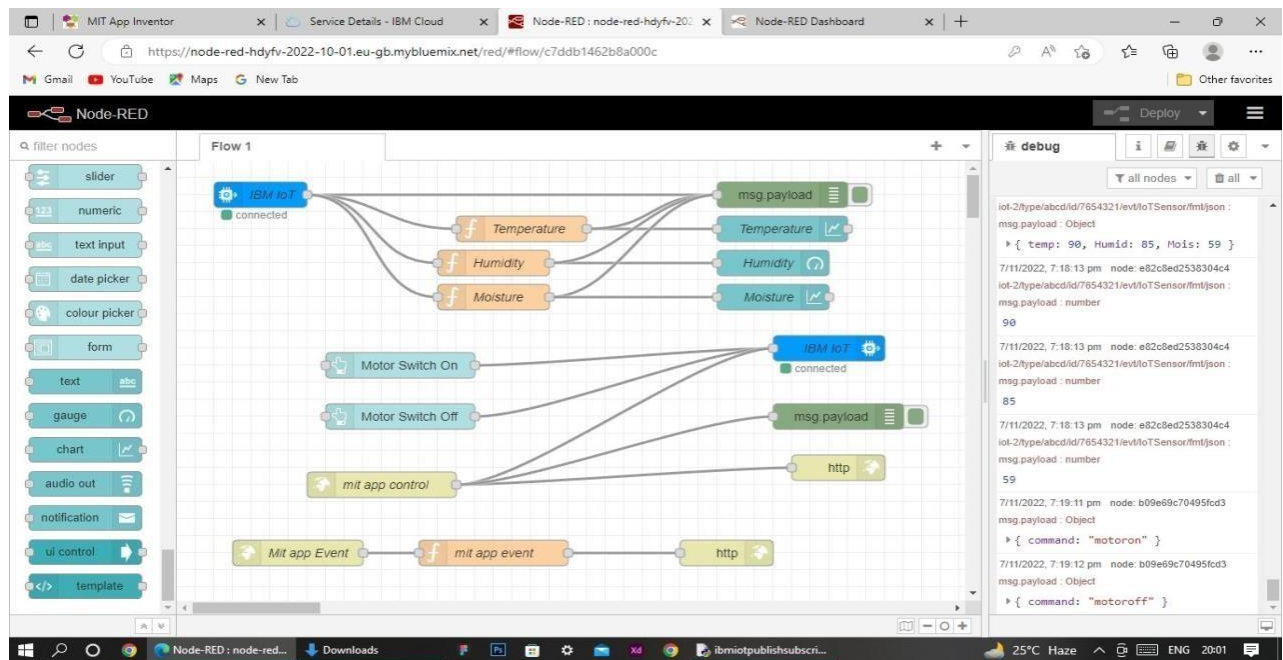 MIT App Inventor
Service Details - IBM Cloud
Node-RED : node-red-hdyfv-202
Node-RED Dashboard
https://node-red-hdyfv-2022-10-01.eu-gb.mybluemix.net/red/#flow/c7ddb1462b8a000c
Gmail YouTube Maps New Tab
Other favorites
Node-RED
Deploy
filter nodes
Flow 1
debug
all nodes
all
slider
numeric
text input
date picker
colour picker
form
text
gauge
chart
audio out
notification
ui control
template
IBM IoT
connected
Temperature
Humidity
Moisture
msg.payload
Temperature
Humidity
Moisture
Motor Switch On
IBM IoT
connected
Motor Switch Off
msg.payload
mit app control
http
Mit app Event
mit app event
http
iot-2/type/abcd/id/7654321/evt/IoTSensor/fmt/json :
msg.payload : Object
{ temp: 90, Humid: 85, Mois: 59 }
7/11/2022, 7:18:13 pm node: e82c8ed2538304c4
iot-2/type/abcd/id/7654321/evt/IoTSensor/fmt/json :
msg.payload : number
90
7/11/2022, 7:18:13 pm node: e82c8ed2538304c4
iot-2/type/abcd/id/7654321/evt/IoTSensor/fmt/json :
msg.payload : number
85
7/11/2022, 7:18:13 pm node: e82c8ed2538304c4
iot-2/type/abcd/id/7654321/evt/IoTSensor/fmt/json :
msg.payload : number
59
7/11/2022, 7:19:11 pm node: b09e69c70495fcd3
msg.payload : Object
{ command: "motoron" }
7/11/2022, 7:19:12 pm node: b09e69c70495fcd3
msg.payload : Object
{ command: "motoroff" }
Node-RED : node-red...
Downloads
ibmiotpublishsubscri...
25°C Haze
ENG
20:01